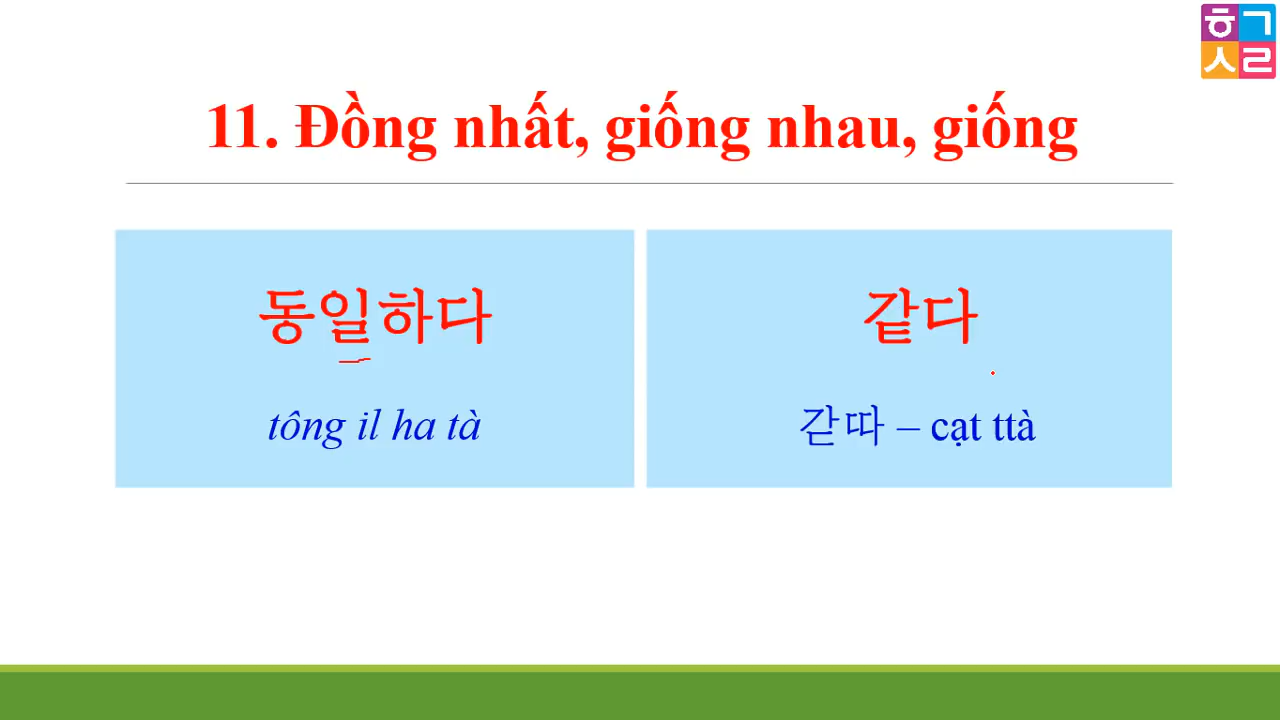 ㅎㄱ
ㅅㄹ
11. Đồng nhất, giống nhau, giống
동일하다
tông il ha tà
같다
갇따 – cạt ttà